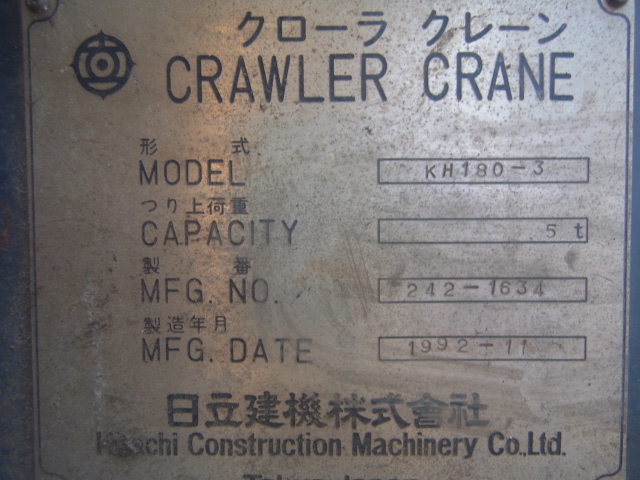 クローラ クレーン
CRAWLER CRANE
形 式
MODEL KH180-3
つり上荷重
CAPACITY 5 t
製 番
MFG. NO. 242-1634
製造年月
MFG. DATE 1992-11
日立建機株式會社
Hitachi Construction Machinery Co.,Ltd.